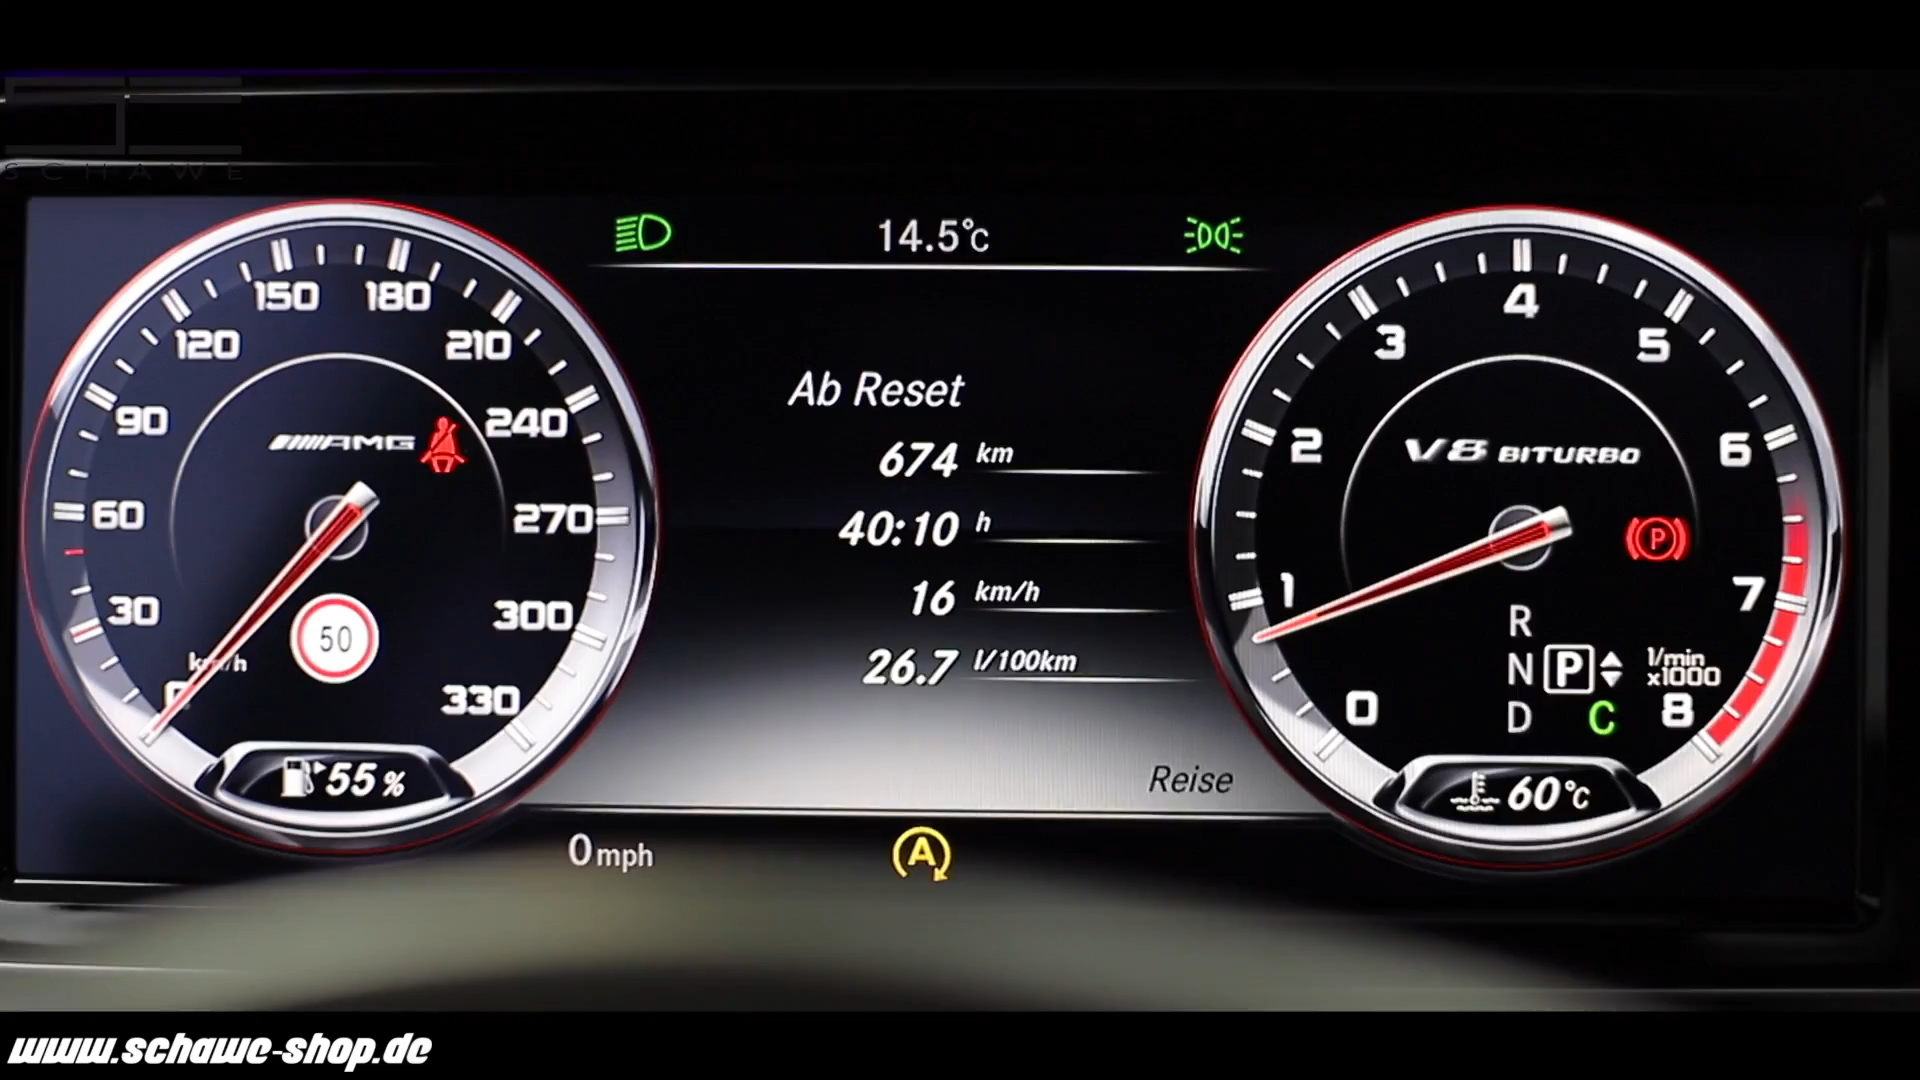 SCHAWE
14.5°C
150 180
120 210
90 240
AMG
60 270
30 300
50
km/h
0 330
55 %
Ab Reset
674 km
40:10 h
16 km/h
26.7 l/100km
Reise
4
3 5
2 6
V8 BITURBO
P
1 7
R
N P
D C
l/min
x1000
0 8
60°C
0 mph
A
www.schawe-shop.de